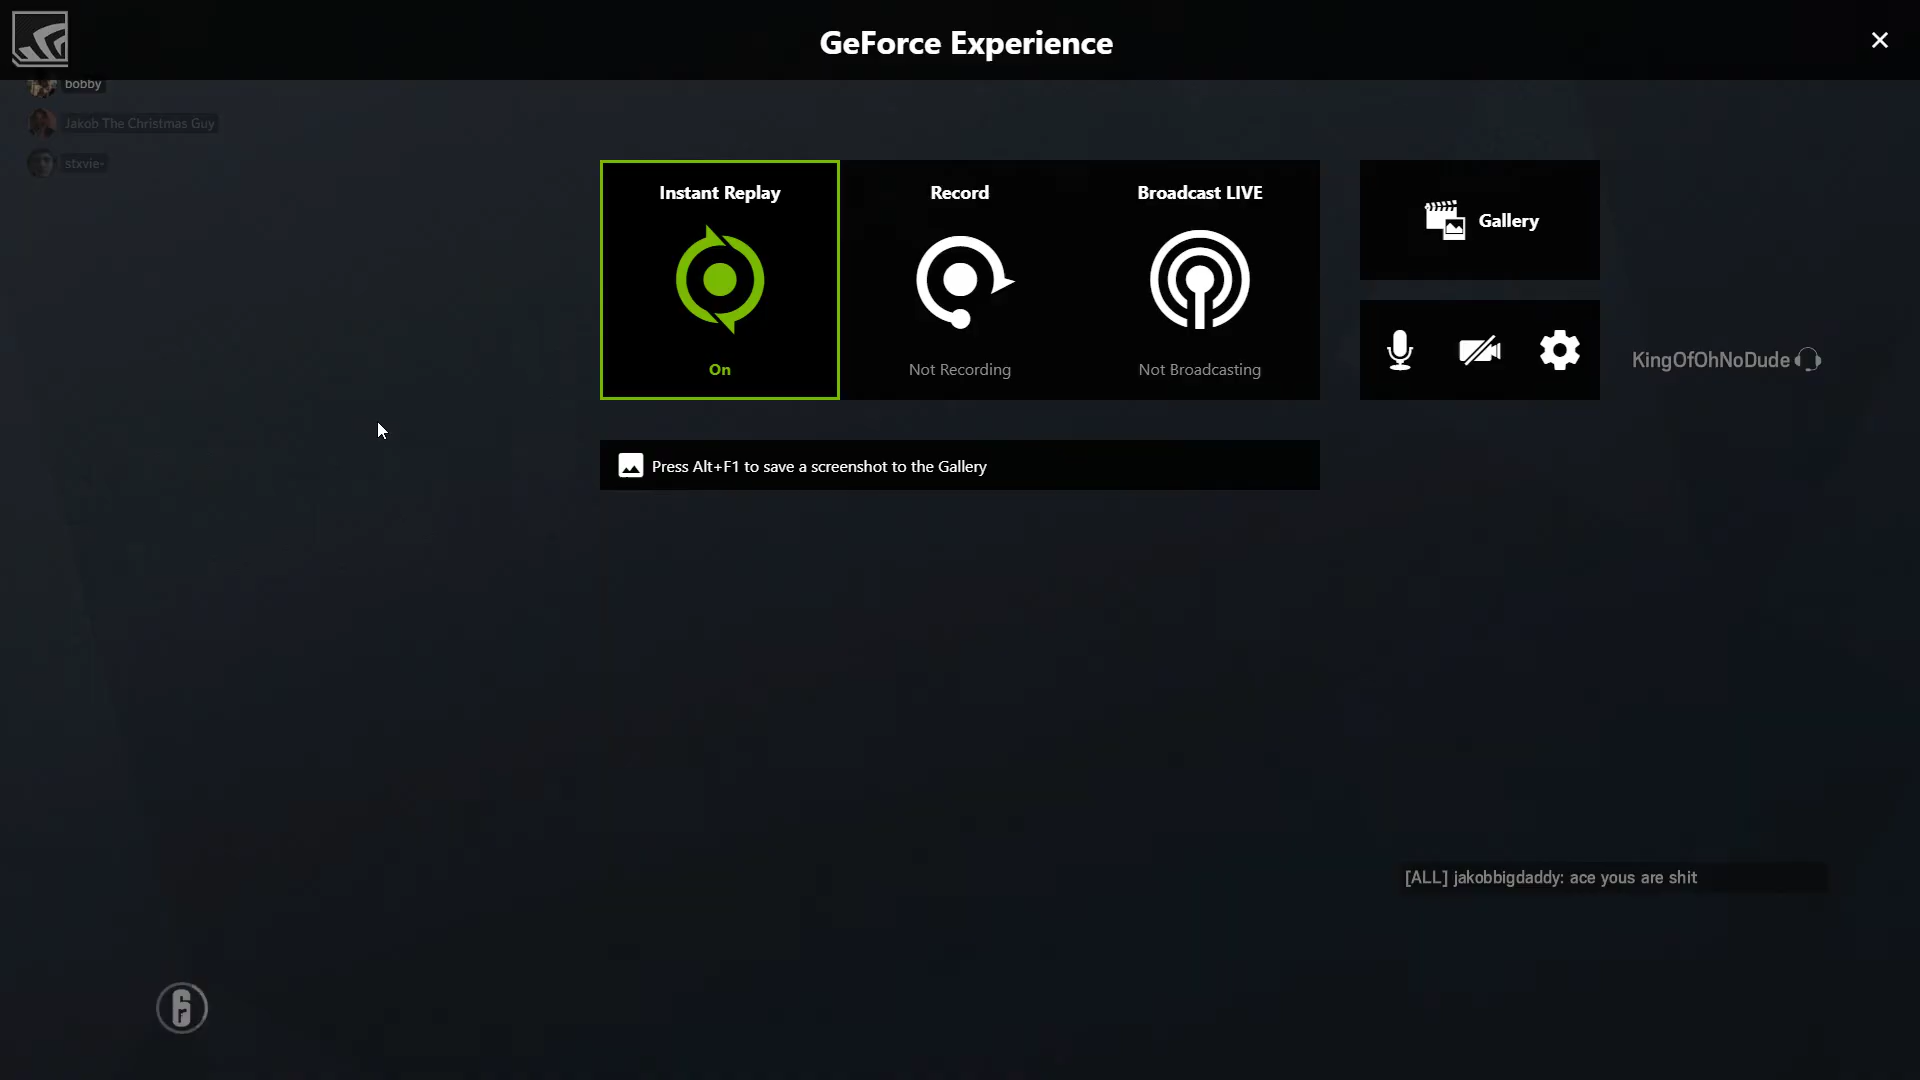 GeForce Experience
bobby
Jakob The Christmas Guy
stxvie-
Instant Replay
On
Record
Not Recording
Broadcast LIVE
Not Broadcasting
Gallery
KingOfOhNoDude
Press Alt+F1 to save a screenshot to the Gallery
[ALL] jakobbigdaddy: ace yous are shit